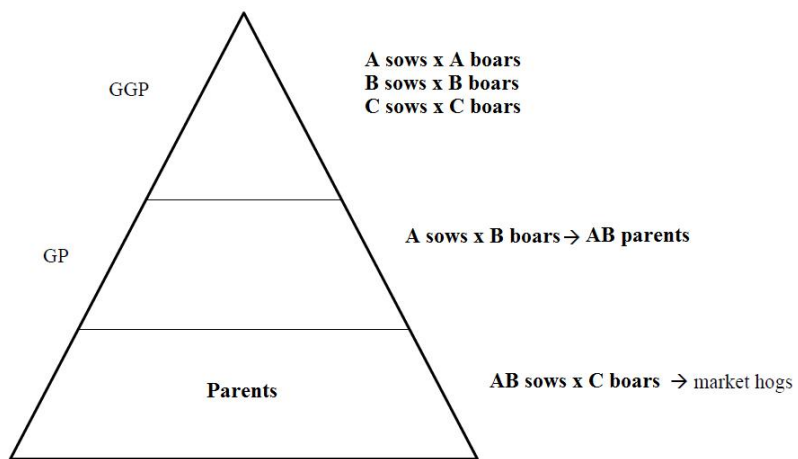 GGP
A sows x A boars
B sows x B boars
C sows x C boars
GP
A sows x B boars → AB parents
Parents
AB sows x C boars → market hogs